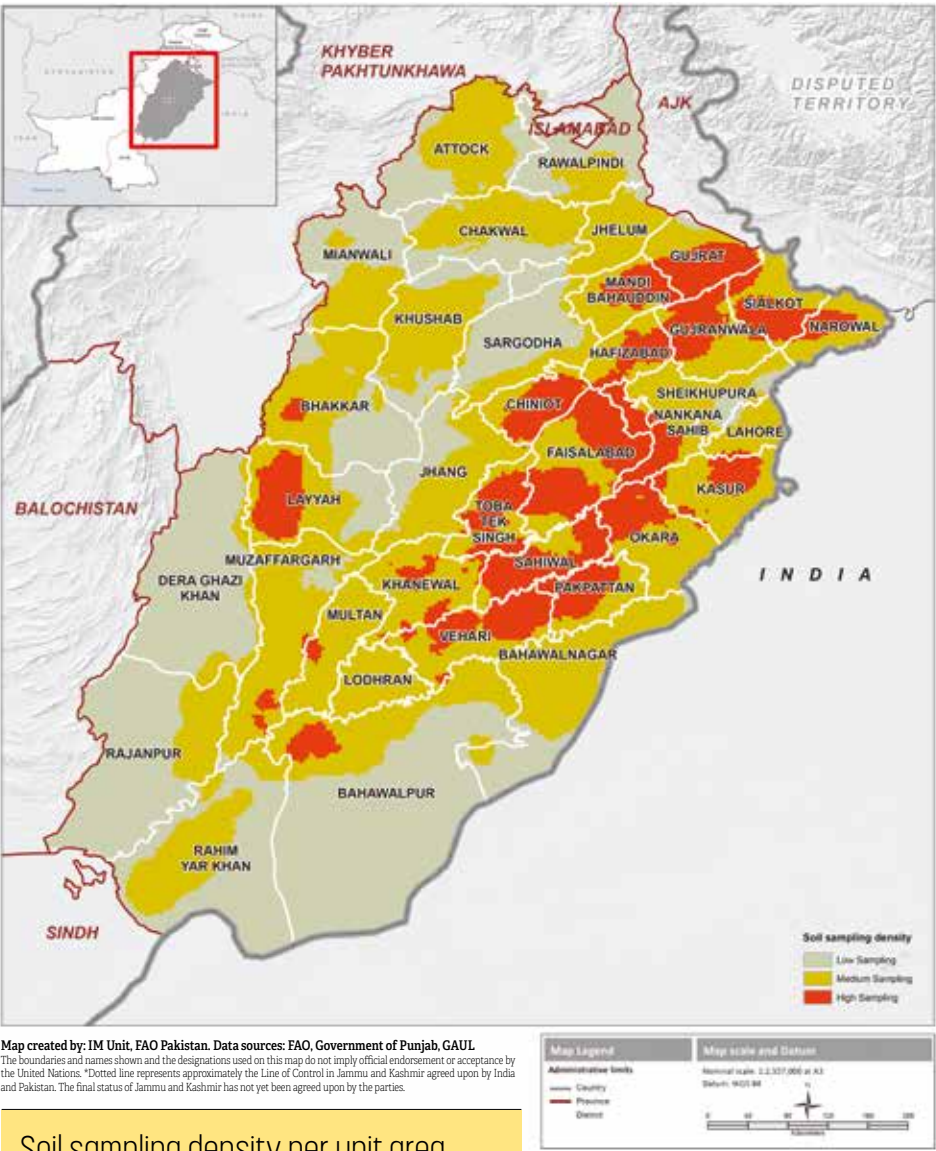 KHYBER
PAKHTUNKHAWA
DISPUTED
TERRITORY
AJK
ISLAMABAD
ATTOCK
RAWALPINDI
CHAKWAL
JHELUM
MIANWALI
GUJRAT
MANDI
BAHAUDDIN
SIALKOT
KHUSHAB
GUJRANWALA
NAROWAL
SARGODHA
HAFIZABAD
SHEIKHUPURA
BHAKKAR
CHINIOT
NANKANA
SAHIB
LAHORE
FAISALABAD
JHANG
KASUR
LAYYAH
TOBA
TEK
SINGH
BALOCHISTAN
OKARA
MUZAFFARGARH
SAHIWAL
DERA GHAZI
KHAN
KHANEWAL
PAKPATTAN
INDIA
MULTAN
VEHARI
BAHAWALNAGAR
LODHRAN
RAJANPUR
BAHAWALPUR
RAHIM
YAR KHAN
SINDH
Soil sampling density
Low Sampling
Medium Sampling
High Sampling
Map created by: IM Unit, FAO Pakistan. Data sources: FAO, Government of Punjab, GAUL
The boundaries and names shown and the designations used on this map do not imply official endorsement or acceptance by
the United Nations. *Dotted line represents approximately the Line of Control in Jammu and Kashmir agreed upon by India
and Pakistan. The final status of Jammu and Kashmir has not yet been agreed upon by the parties.
Map Legend
Administrative limits
Country
Province
District
Map scale and Datum
Datum: WGS 84
Kilometers
Soil sampling density per unit area